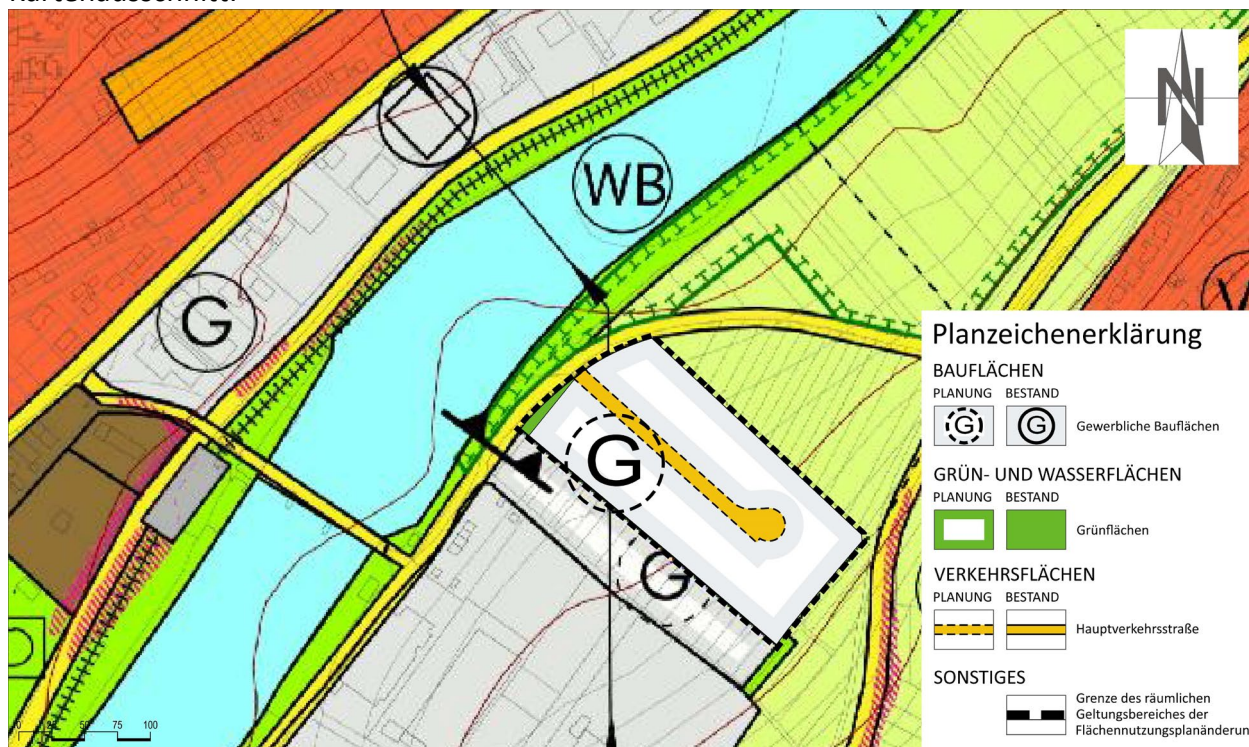 Kartenausschnitt:
N
WB
G
G
G
Planzeichenerklärung
BAUFLÄCHEN
PLANUNG BESTAND
G G Gewerbliche Bauflächen
GRÜN- UND WASSERFLÄCHEN
PLANUNG BESTAND
Grünflächen
VERKEHRSFLÄCHEN
PLANUNG BESTAND
Hauptverkehrsstraße
SONSTIGES
Grenze des räumlichen
Geltungsbereiches der
Flächennutzungsplanänderun
0 25 50 75 100